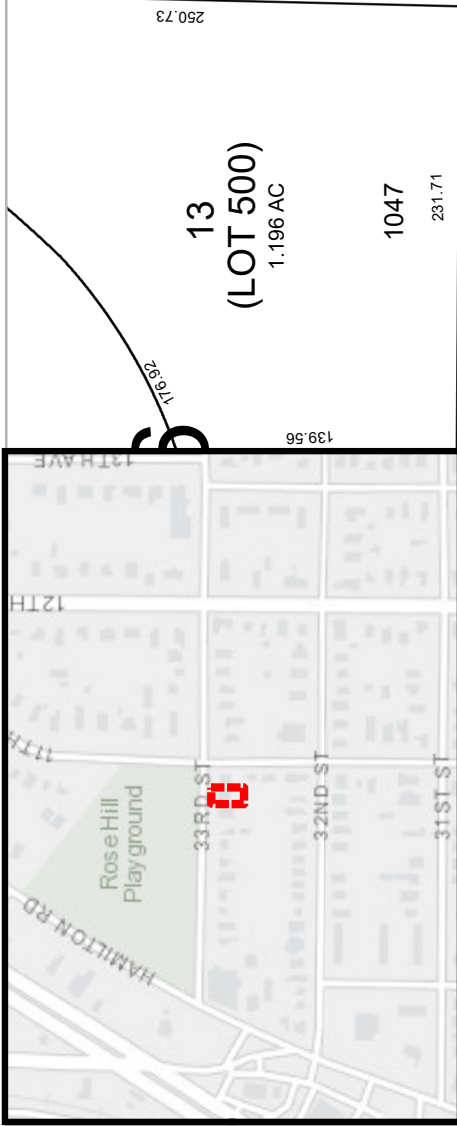 250.73
13
(LOT 500)
1.196 AC
1047
231.71
176.92
139.56
13TH AVE
12TH
11TH
33RD ST
32ND ST
31ST ST
Rose Hill
Playground
HAMILTON RD